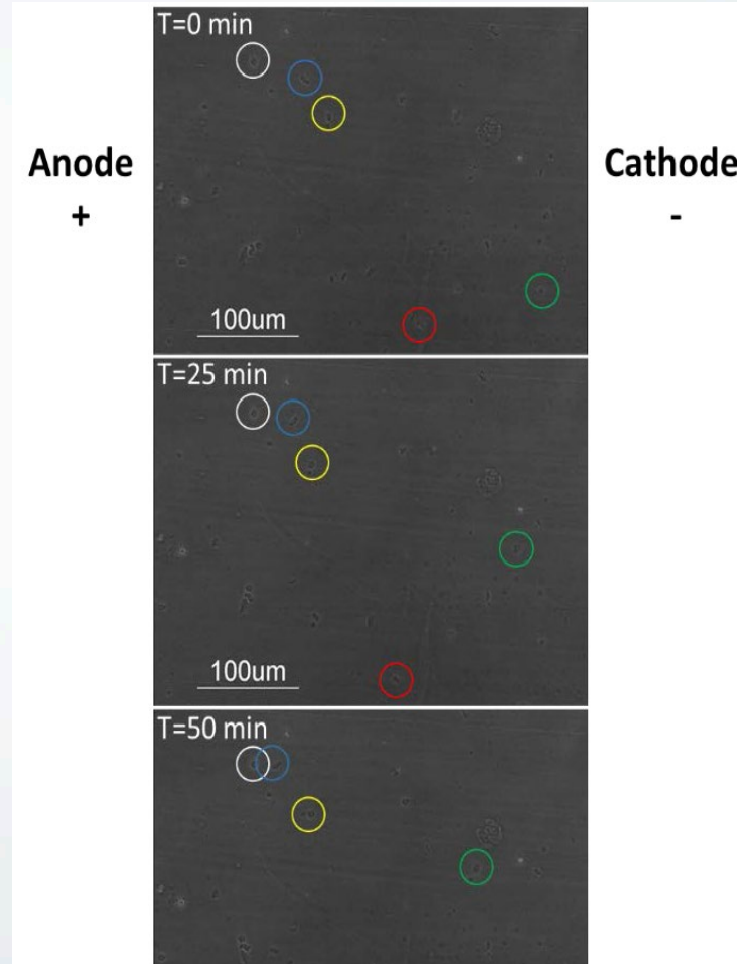 T=0 min
Anode
+
Cathode
-
100um
T=25 min
100um
T=50 min